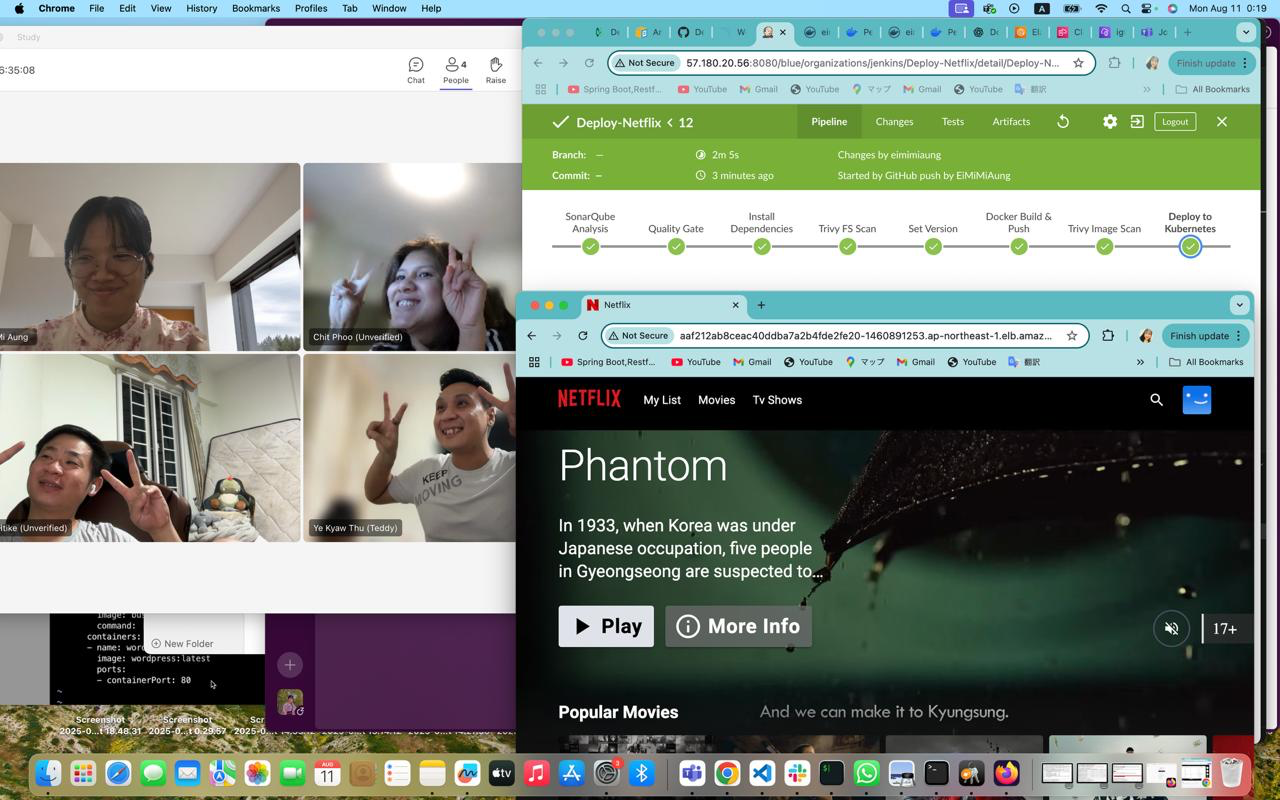 Chrome File Edit View History Bookmarks Profiles Tab Window Help
A Mon Aug 11 0:19
Study
6:35:08
4
Chat People Raise
Mi Aung
Chit Phoo (Unverified)
Htike (Unverified)
Ye Kyaw Thu (Teddy)
KEEP
MOVING
Not Secure 57.180.20.56:8080/blue/organizations/jenkins/Deploy-Netflix/detail/Deploy-N... Finish update
Spring Boot,Restf... YouTube Gmail YouTube マップ Gmail YouTube 翻訳 » All Bookmarks
Deploy-Netflix < 12 Pipeline Changes Tests Artifacts Logout
Branch: — 2m 5s Changes by eimimiaung
Commit: – 3 minutes ago Started by GitHub push by EiMiMiAung
SonarQube Analysis
Quality Gate
Install Dependencies
Trivy FS Scan
Set Version
Docker Build & Push
Trivy Image Scan
Deploy to Kubernetes
Netflix
Not Secure aaf212ab8ceac40ddba7a2b4fde2fe20-1460891253.ap-northeast-1.elb.amaz... Finish update
Spring Boot,Restf... YouTube Gmail YouTube マップ Gmail YouTube 翻訳 » All Bookmarks
NETFLIX My List Movies Tv Shows
Phantom
In 1933, when Korea was under
Japanese occupation, five people
in Gyeongseong are suspected to...
Play More Info
17+
Popular Movies
And we can make it to Kyungsung.
image: bu
command:
containers:
- name: word
image: wordpress:latest
ports:
- containerPort: 80
~
~
New Folder
Screenshot
2025-0...t 18.48.31
Screenshot
2025-0...t 0.29.57
AUG
11
tv
3